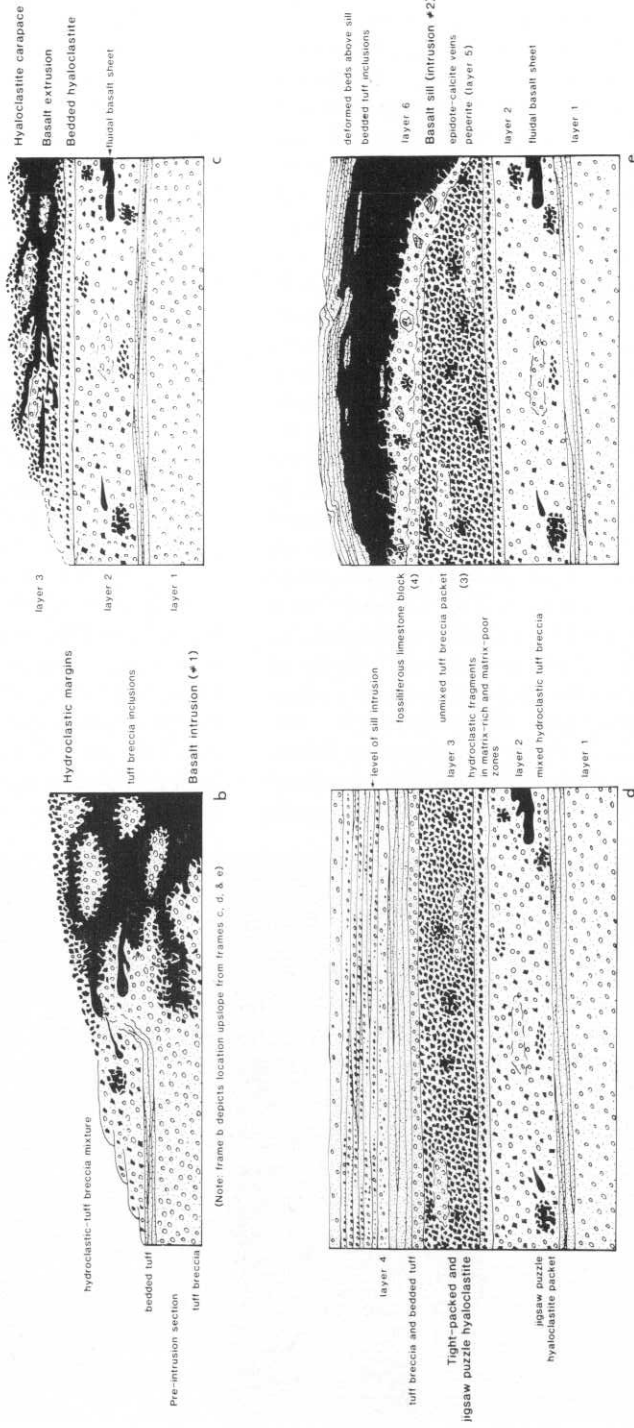 hydroclastic-tuff breccia mixture
bedded tuff
Pre-intrusion section
tuff breccia
Hydroclastic margins
tuff breccia inclusions
Basalt intrusion (#1)
b
(Note: frame b depicts location upslope from frames c, d, & e)
layer 3
layer 2
layer 1
Hyaloclastite carapace
Basalt extrusion
Bedded hyaloclastite
fluidal basalt sheet
c
layer 4
tuff breccia and bedded tuff
Tight-packed and
jigsaw puzzle hyaloclastite
jigsaw puzzle
hyaloclastite packet
level of sill intrusion
layer 3
hydroclastic fragments
in matrix-rich and matrix-poor
zones
layer 2
mixed hydroclastic tuff breccia
layer 1
d
fossiliferous limestone block
(4)
unmixed tuff breccia packet
(3)
deformed beds above sill
bedded tuff inclusions
layer 6
Basalt sill (intrusion #2)
epidote-calcite veins
peperite (layer 5)
layer 2
fluidal basalt sheet
layer 1
e